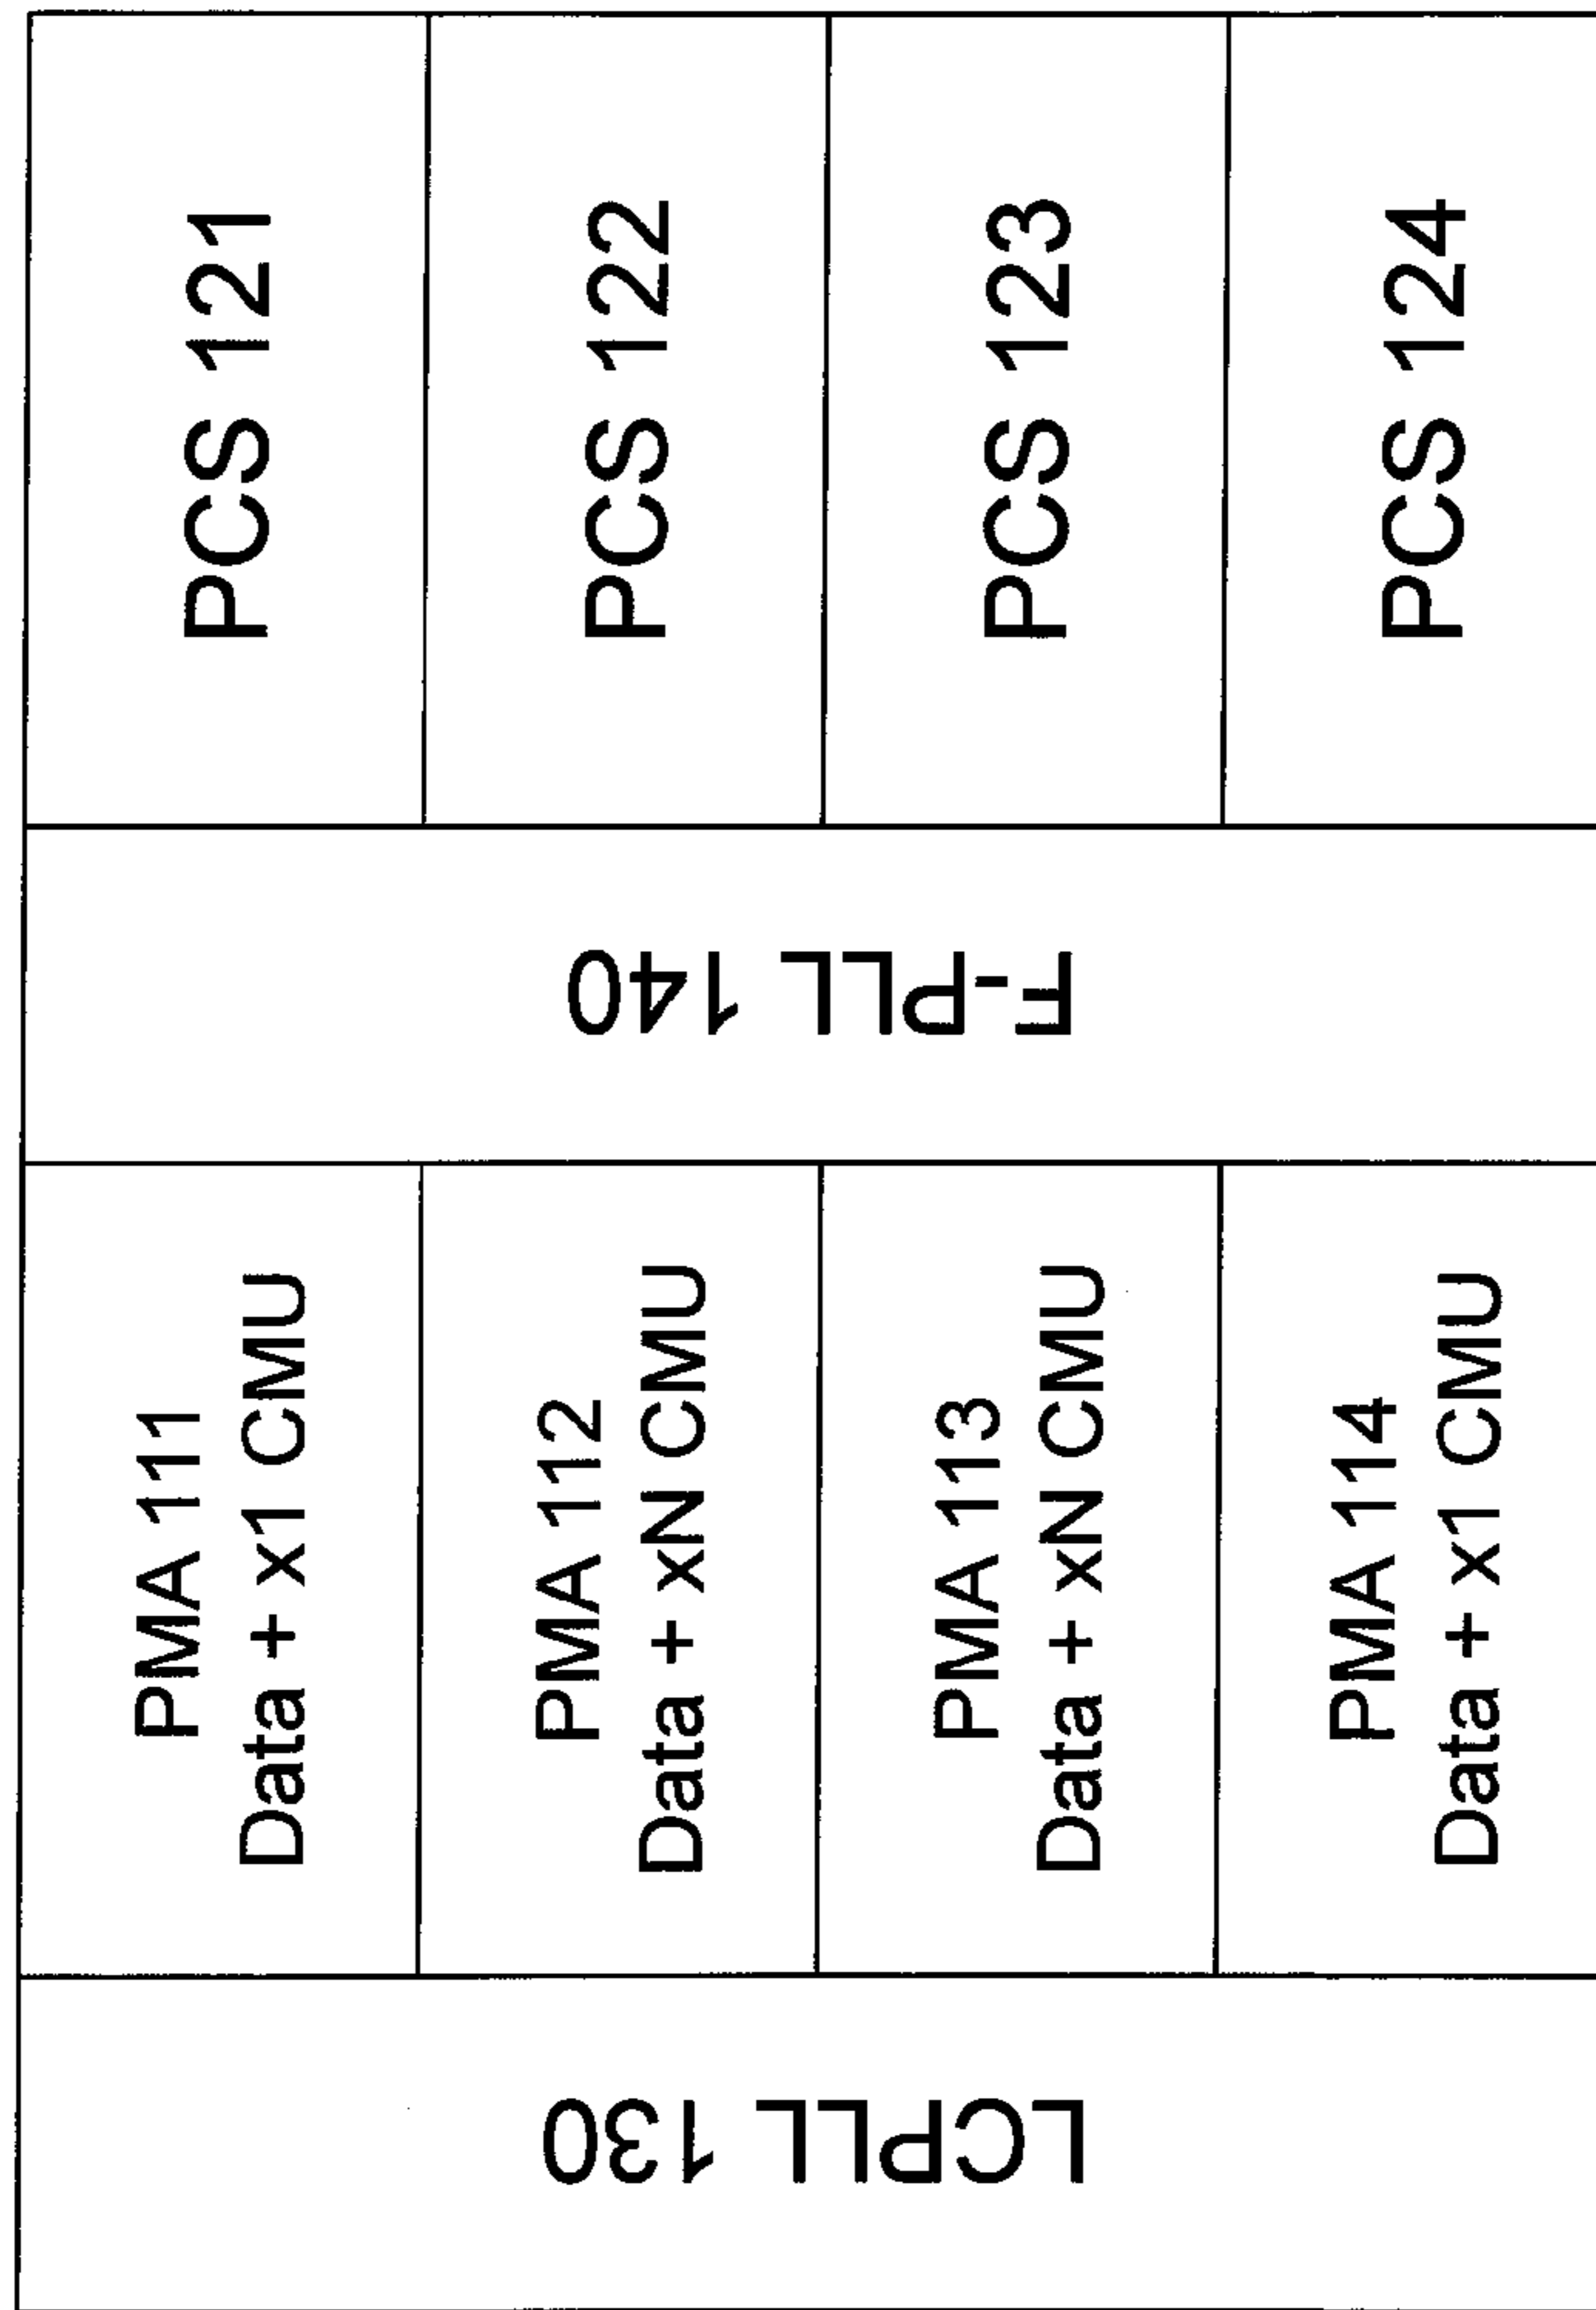 PCS 121
PCS 122
PCS 123
PCS 124
F-PLL 140
PMA 111
Data + x1 CMU
PMA 112
Data + xN CMU
PMA 113
Data + xN CMU
PMA 114
Data + x1 CMU
LCPLL 130